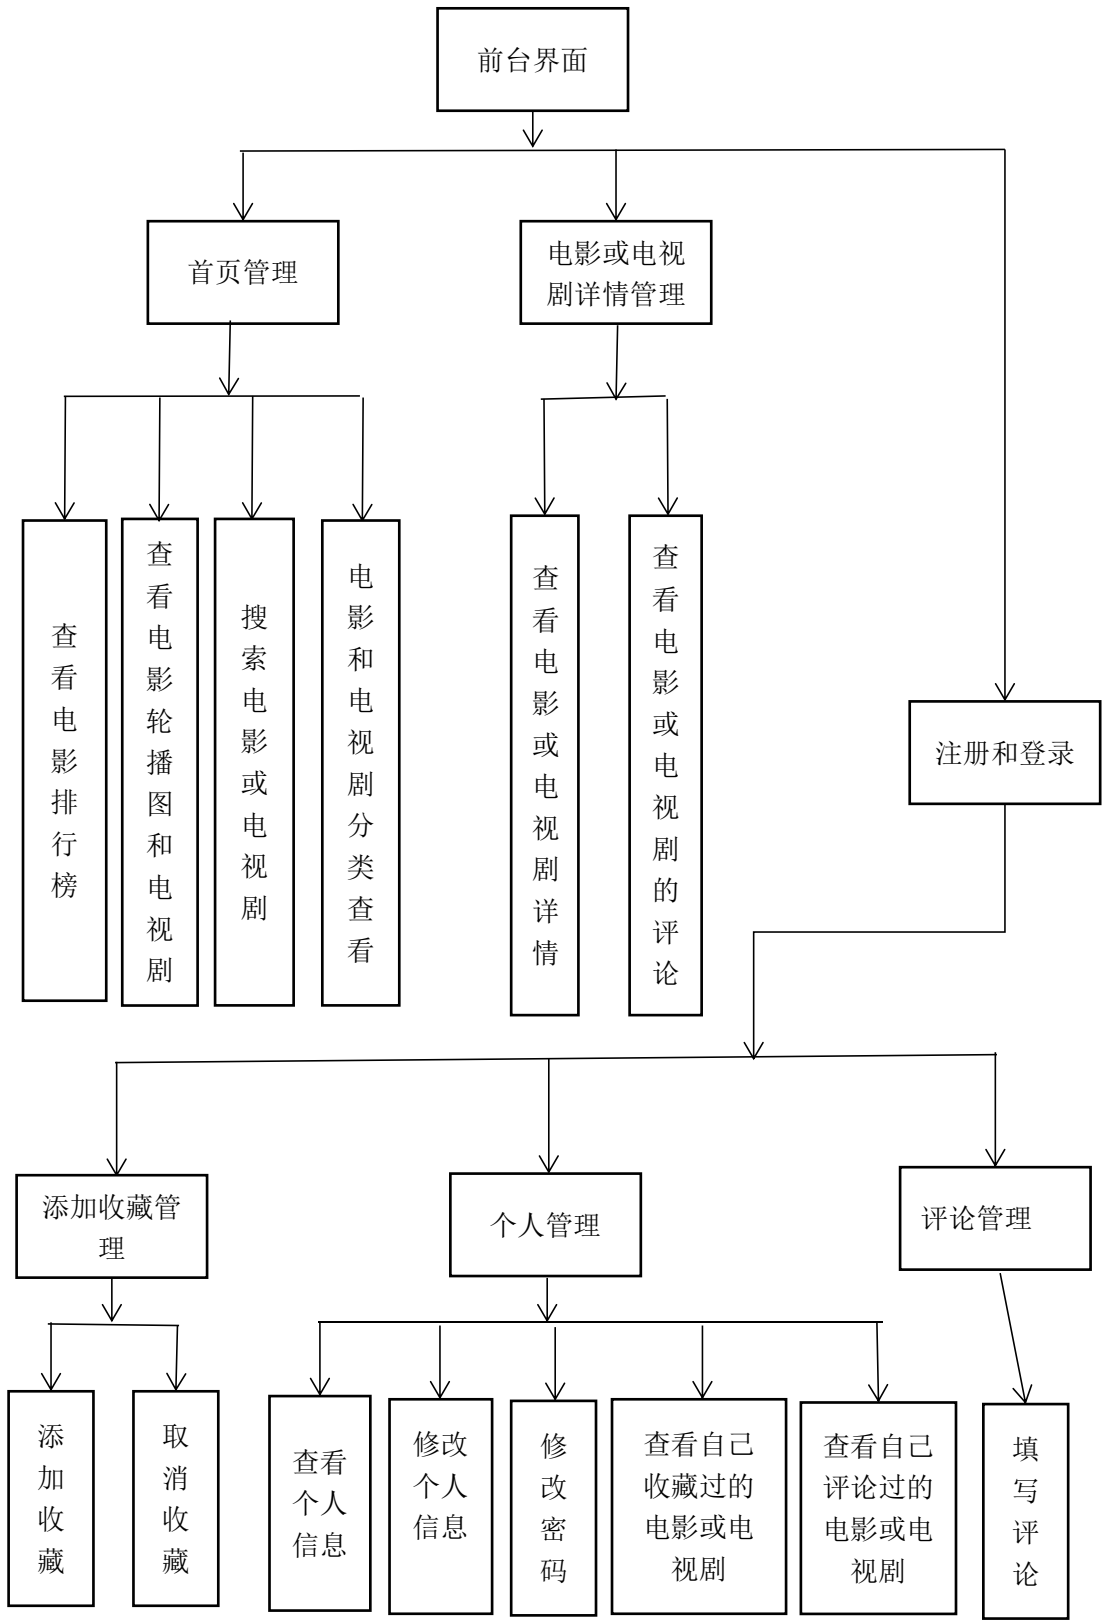 前台界面
首页管理
电影或电视
剧详情管理
查看电影排行榜
查看电影轮播图和电视剧
搜索电影或电视剧
电影和电视剧分类查看
查看电影或电视剧详情
查看电影或电视剧的评论
注册和登录
添加收藏管
理
个人管理
评论管理
添加收藏
取消收藏
查看
个人
信息
修改
个人
信息
修改密码
查看自己
收藏过的
电影或电
视剧
查看自己
评论过的
电影或电
视剧
填写评论